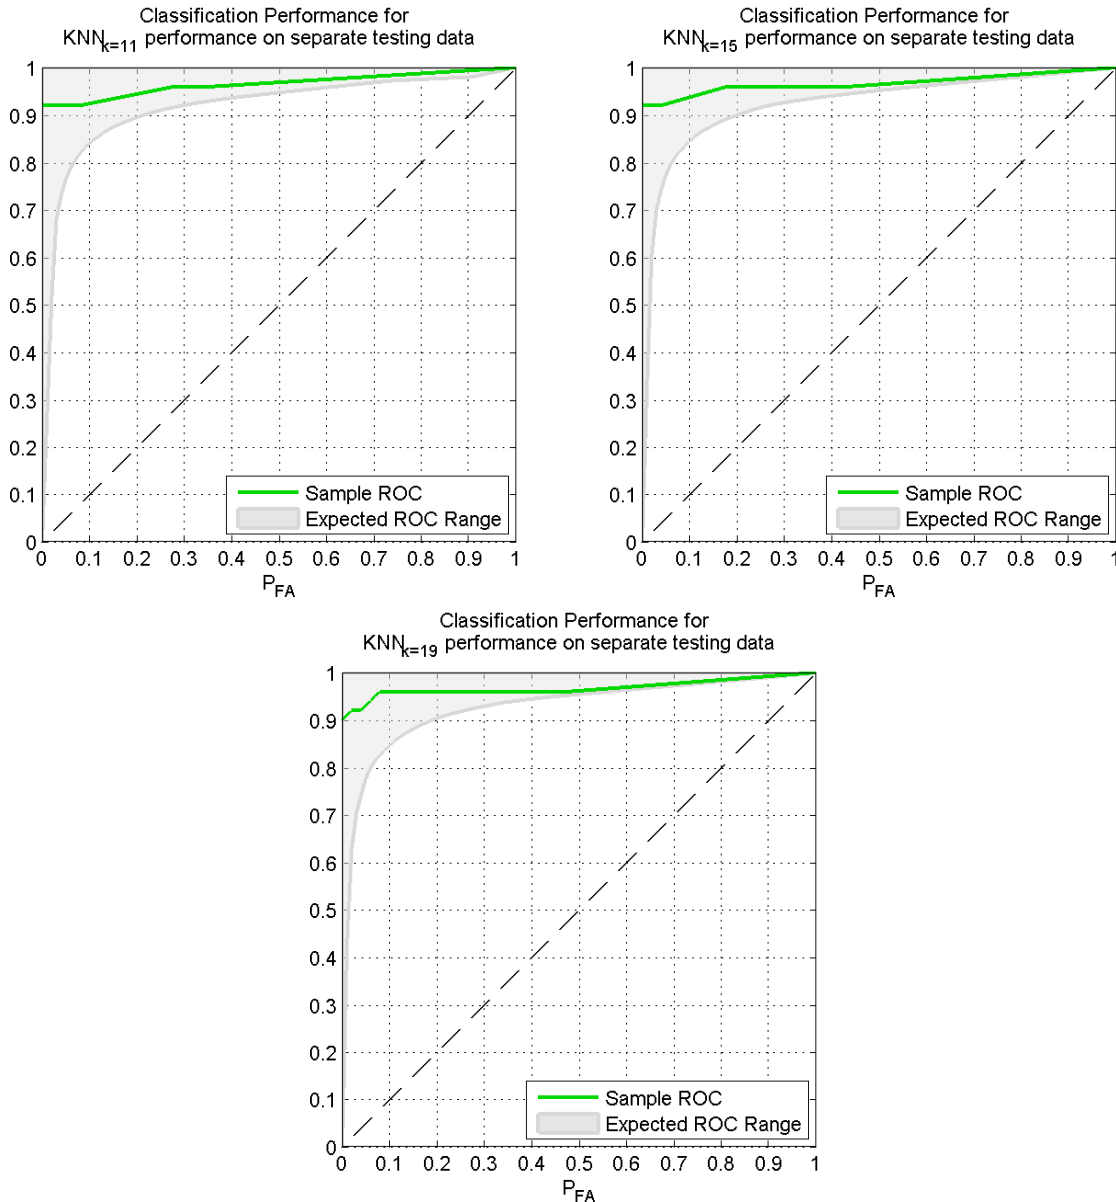 Classification Performance for
KNN_k=11 performance on separate testing data
1
0.9
0.8
0.7
0.6
0.5
0.4
0.3
0.2
0.1
0
Sample ROC
Expected ROC Range
0 0.1 0.2 0.3 0.4 0.5 0.6 0.7 0.8 0.9 1
P_FA
Classification Performance for
KNN_k=15 performance on separate testing data
1
0.9
0.8
0.7
0.6
0.5
0.4
0.3
0.2
0.1
0
Sample ROC
Expected ROC Range
0 0.1 0.2 0.3 0.4 0.5 0.6 0.7 0.8 0.9 1
P_FA
Classification Performance for
KNN_k=19 performance on separate testing data
1
0.9
0.8
0.7
0.6
0.5
0.4
0.3
0.2
0.1
0
Sample ROC
Expected ROC Range
0 0.1 0.2 0.3 0.4 0.5 0.6 0.7 0.8 0.9 1
P_FA